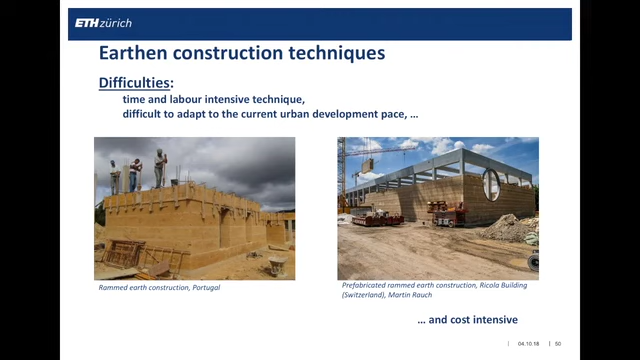 ETH zürich
Earthen construction techniques
Difficulties:
time and labour intensive technique,
difficult to adapt to the current urban development pace, ...
Rammed earth construction, Portugal
Prefabricated rammed earth construction, Ricola Building
(Switzerland), Martin Rauch
... and cost intensive
04.10.18 50